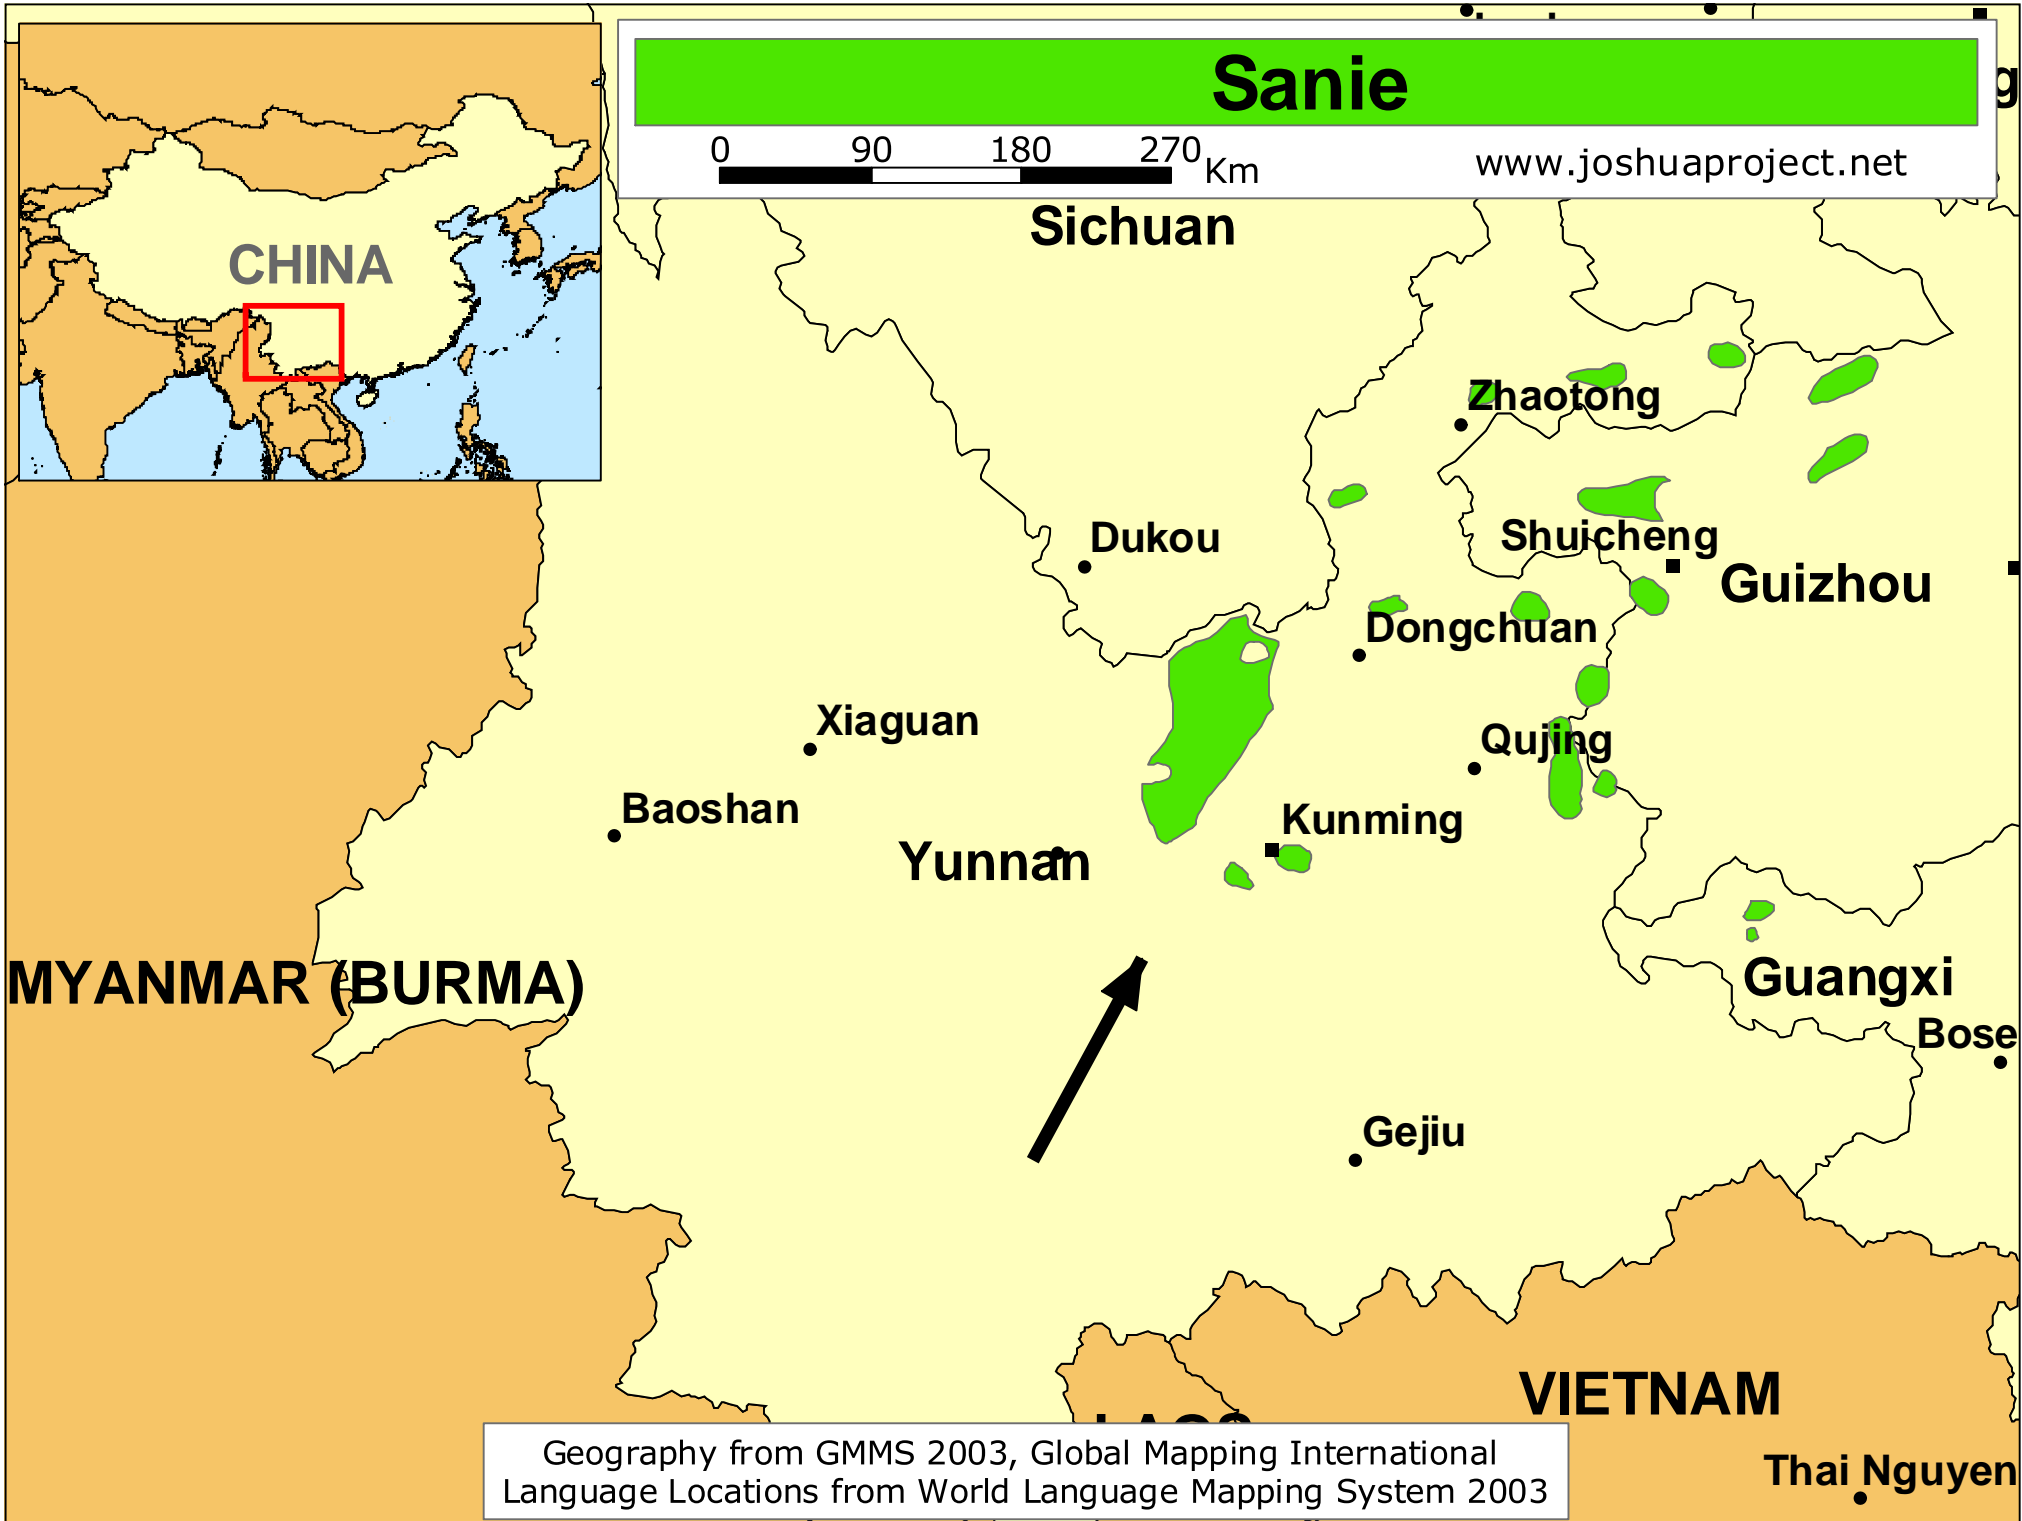 Sanie
0 90 180 270 Km
www.joshuaproject.net
CHINA
Sichuan
Zhaotong
Dukou
Shuicheng
Guizhou
Dongchuan
Xiaguan
Qujing
Baoshan
Kunming
Yunnan
MYANMAR (BURMA)
Guangxi
Bose
Gejiu
VIETNAM
Thai Nguyen
Geography from GMMS 2003, Global Mapping International
Language Locations from World Language Mapping System 2003